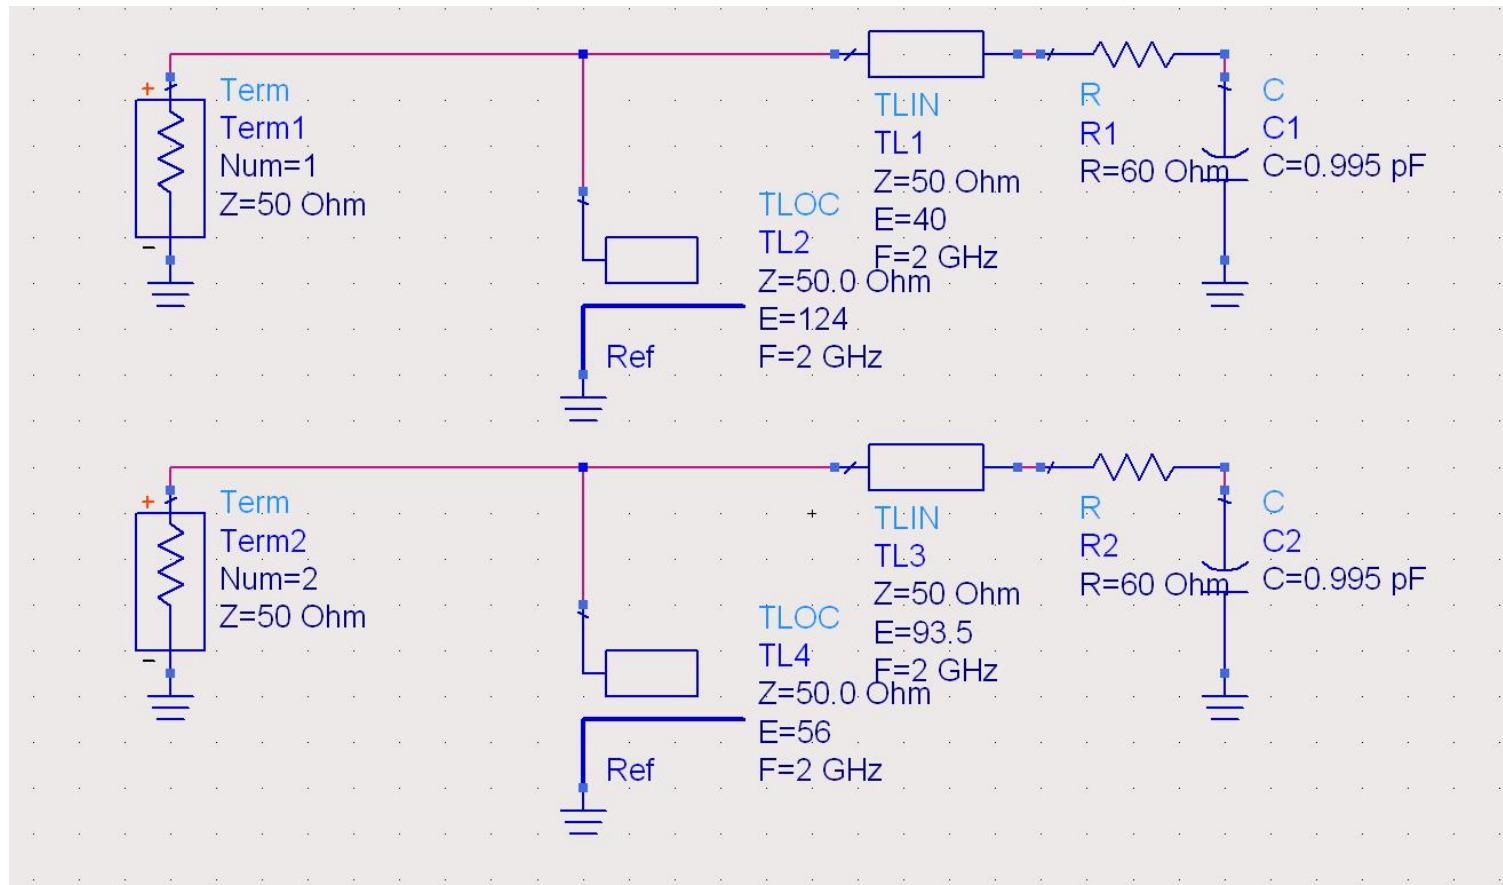 +
Term
Term1
Num=1
Z=50 Ohm
–
TLIN
TL1
Z=50 Ohm
E=40
F=2 GHz
R
R1
R=60 Ohm
C
C1
C=0.995 pF
TLOC
TL2
Z=50.0 Ohm
E=124
F=2 GHz
Ref
+
Term
Term2
Num=2
Z=50 Ohm
–
TLIN
TL3
Z=50 Ohm
E=93.5
F=2 GHz
R
R2
R=60 Ohm
C
C2
C=0.995 pF
TLOC
TL4
Z=50.0 Ohm
E=56
F=2 GHz
Ref